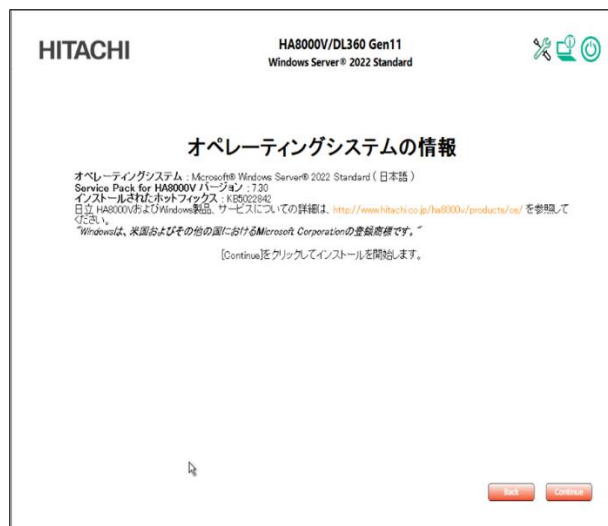 HITACHI
HA8000V/DL360 Gen11
Windows Server® 2022 Standard
オペレーティングシステムの情報
オペレーティングシステム : Microsoft® Windows Server® 2022 Standard ( 日本語 )
Service Pack for HA8000V バージョン : 7.30
インストールされたホットフィックス : KB5022842
日立 HA8000VおよびWindows製品、サービスについての詳細は、http://www.hitachi.co.jp/ha8000v/products/os/ を参照して
ください。
"Windowsは、米国およびその他の国におけるMicrosoft Corporationの登録商標です。"
[Continue]をクリックしてインストールを開始します。
Back
Continue